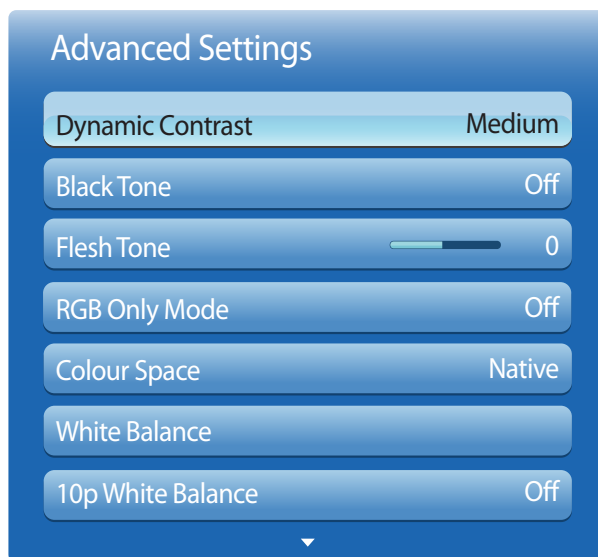 Advanced Settings
Dynamic Contrast Medium
Black Tone Off
Flesh Tone 0
RGB Only Mode Off
Colour Space Native
White Balance
10p White Balance Off